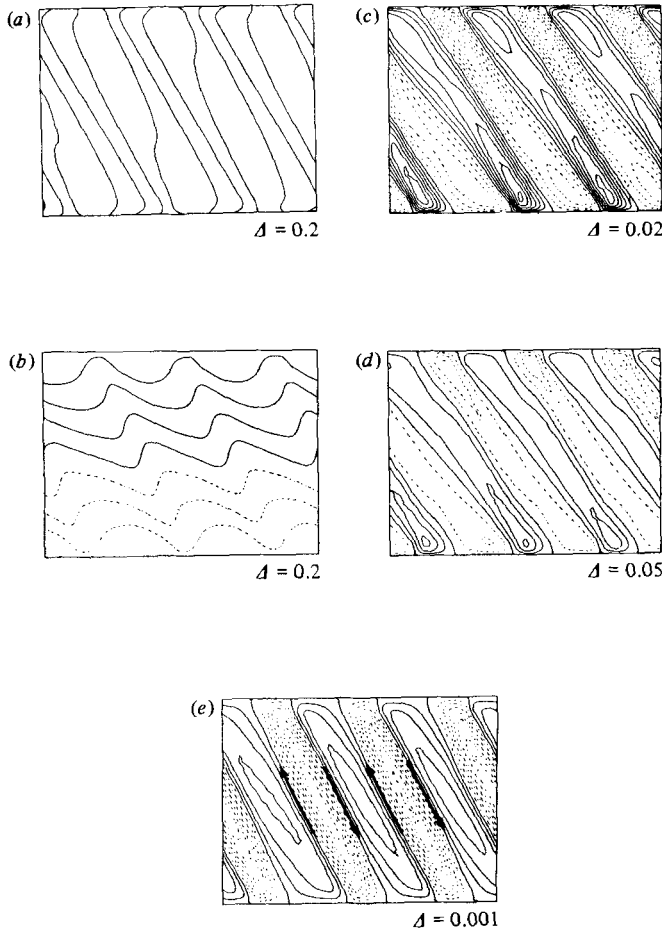 (a)
Δ = 0.2
(c)
Δ = 0.02
(b)
Δ = 0.2
(d)
Δ = 0.05
(e)
Δ = 0.001